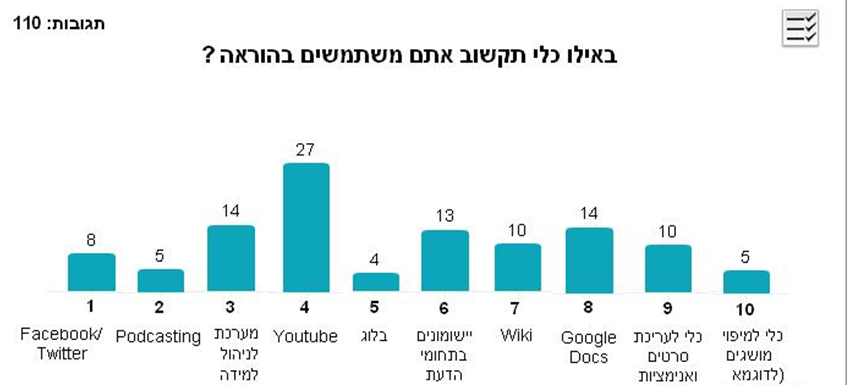 תגובות: 110
באילו כלי תקשוב אתם משתמשים בהוראה ?
8
5
14
27
4
13
10
14
10
5
1
2
3
4
5
6
7
8
9
10
Facebook/
Twitter
Podcasting
מערכת
לניהול
למידה
Youtube
בלוג
יישומונים
בתחומי
הדעת
Wiki
Google
Docs
כלי לעריכת
סרטים
ואנימציות
כלי למיפוי
מושגים
(לדוגמא